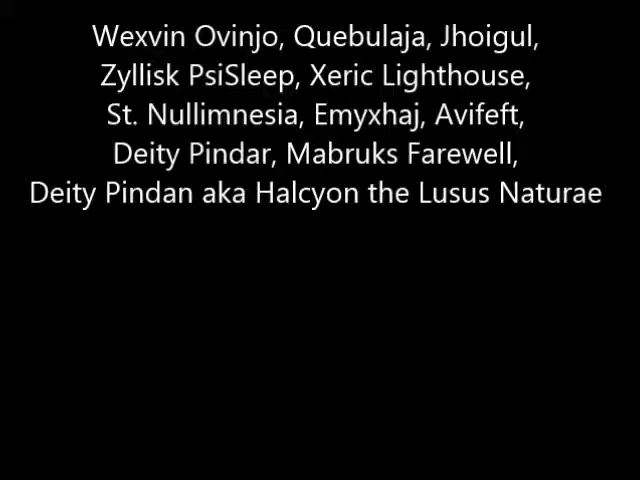 Wexvin Ovinjo, Quebulaja, Jhoigul,
Zyllisk PsiSleep, Xeric Lighthouse,
St. Nullimnesia, Emyxhaj, Avifeft,
Deity Pindar, Mabruks Farewell,
Deity Pindan aka Halcyon the Lusus Naturae